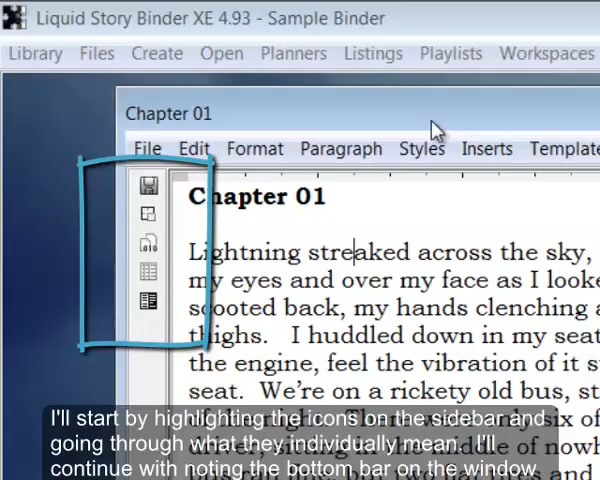 Liquid Story Binder XE 4.93 - Sample Binder
Library Files Create Open Planners Listings Playlists Workspaces
Chapter 01
File Edit Format Paragraph Styles Inserts Template
.010
Chapter 01
Lightning streaked across the sky,
my eyes and over my face as I looke
scooted back, my hands clenching a
thighs. I huddled down in my seat
the engine, feel the vibration of it s
seat. We're on a rickety old bus, st
I'll start by highlighting the icons on the sidebar and
going through what they individually mean. I'll
continue with noting the bottom bar on the window